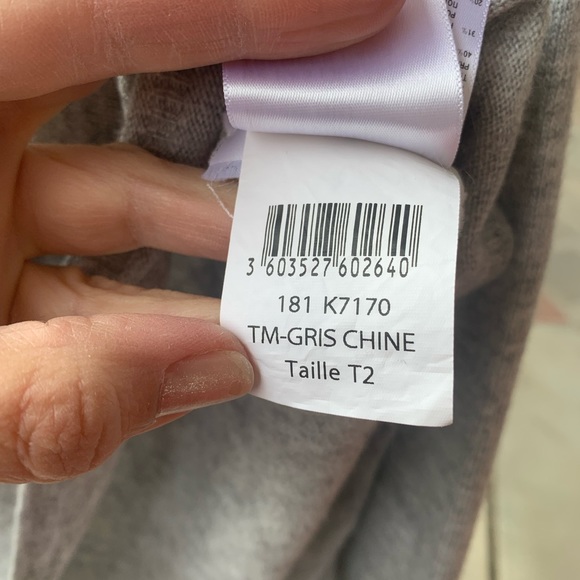 3 603527 602640
181 K7170
TM-GRIS CHINE
Taille T2